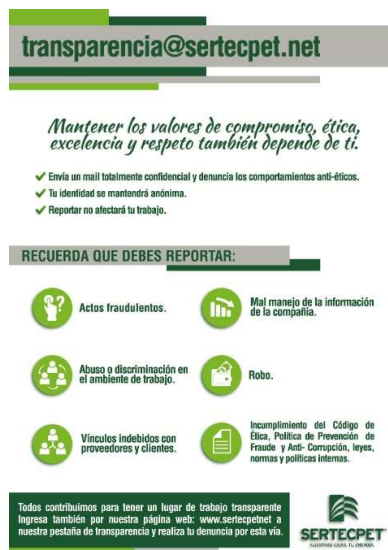 transparencia@sertecpet.net
Mantener los valores de compromiso, ética,
excelencia y respeto también depende de ti.
Envía un mail totalmente confidencial y denuncia los comportamientos anti-éticos.
Tu identidad se mantendrá anónima.
Reportar no afectará tu trabajo.
RECUERDA QUE DEBES REPORTAR:
Actos fraudulentos.
Mal manejo de la información
de la compañía.
Abuso o discriminación en
el ambiente de trabajo.
Robo.
Vínculos indebidos con
proveedores y clientes.
Incumplimiento del Código de
Ética, Política de Prevención de
Fraude y Anti- Corrupción, leyes,
normas y políticas internas.
Todos contribuimos para tener un lugar de trabajo transparente
Ingresa también por nuestra página web: www.sertecpetnet a
nuestra pestaña de transparencia y realiza tu denuncia por esta vía.
SERTECPET